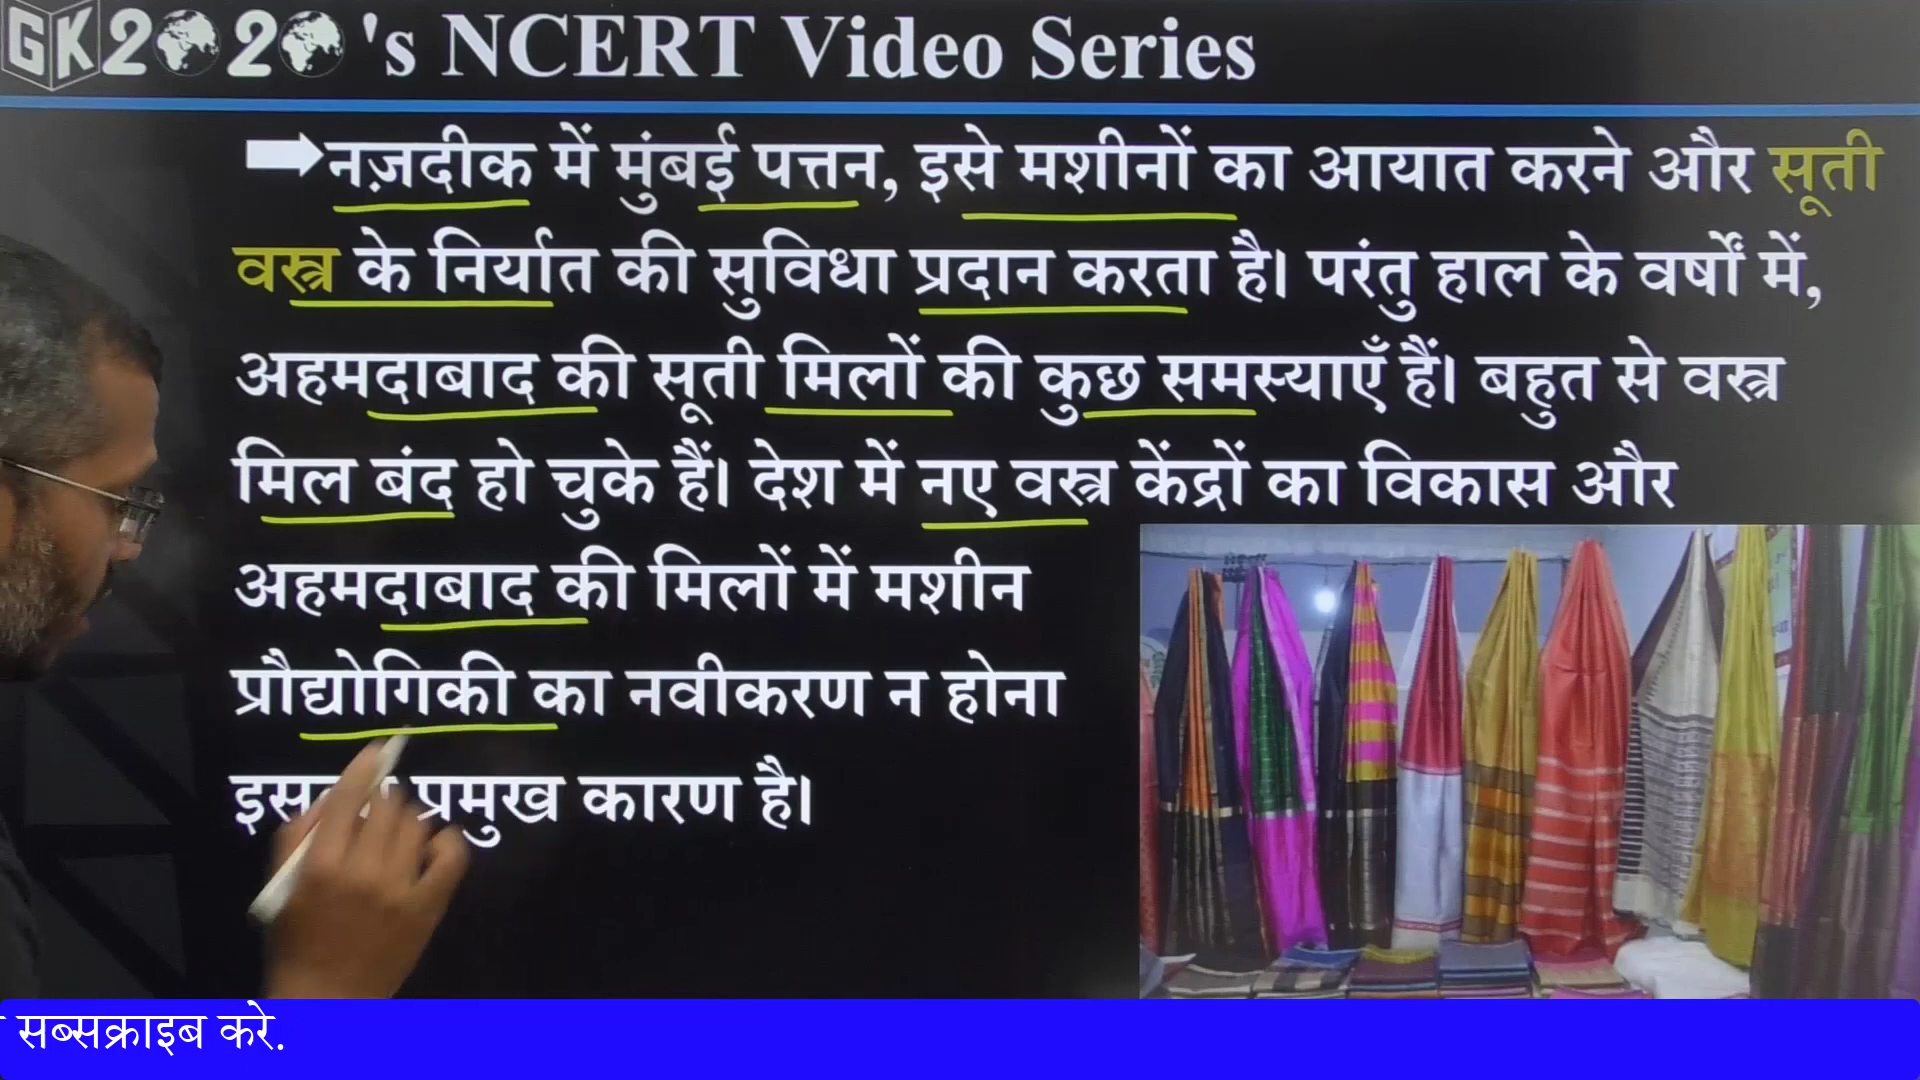 GK2020's NCERT Video Series
नज़दीक में मुंबई पत्तन, इसे मशीनों का आयात करने और सूती
वस्त्र के निर्यात की सुविधा प्रदान करता है। परंतु हाल के वर्षों में,
अहमदाबाद की सूती मिलों की कुछ समस्याएँ हैं। बहुत से वस्त्र
मिल बंद हो चुके हैं। देश में नए वस्त्र केंद्रों का विकास और
अहमदाबाद की मिलों में मशीन
प्रौद्योगिकी का नवीकरण न होना
प्रमुख कारण है।
सब्सक्राइब करे.